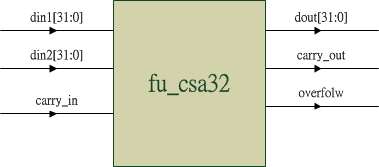 din1[31:0]
din2[31:0]
carry_in
fu_csa32
dout[31:0]
carry_out
overfolw